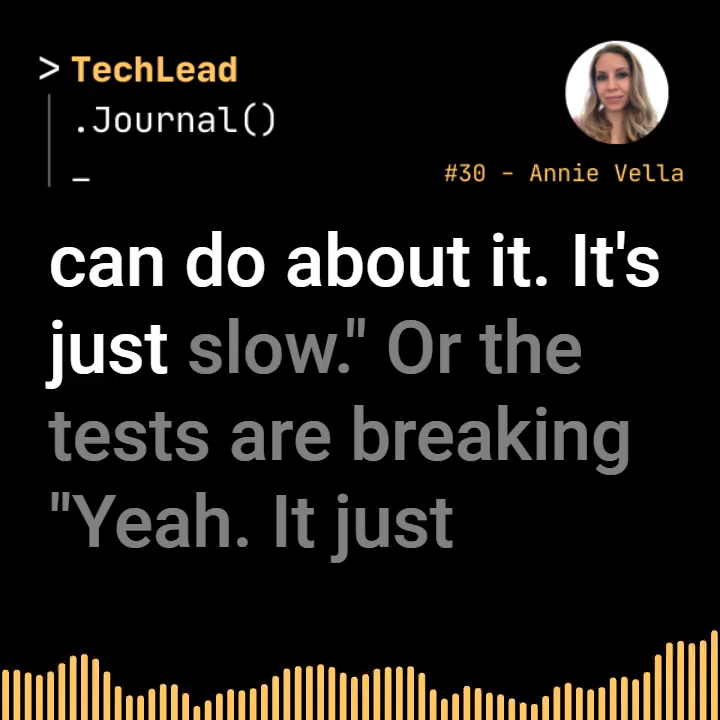 > TechLead
.Journal()
_
#30 - Annie Vella
can do about it. It's
just slow." Or the
tests are breaking
"Yeah. It just